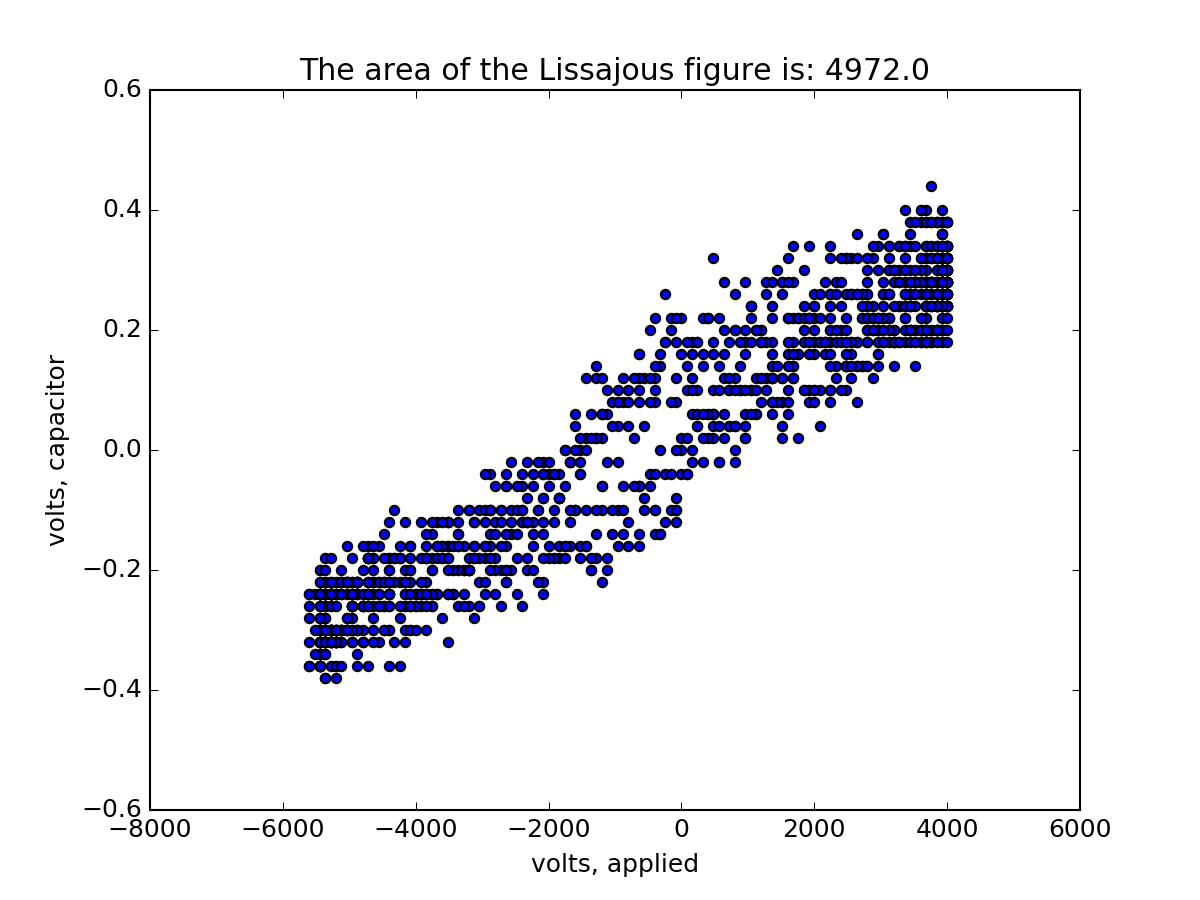 The area of the Lissajous figure is: 4972.0
0.6
0.4
0.2
0.0
−0.2
−0.4
−0.6
volts, capacitor
−8000 −6000 −4000 −2000 0 2000 4000 6000
volts, applied